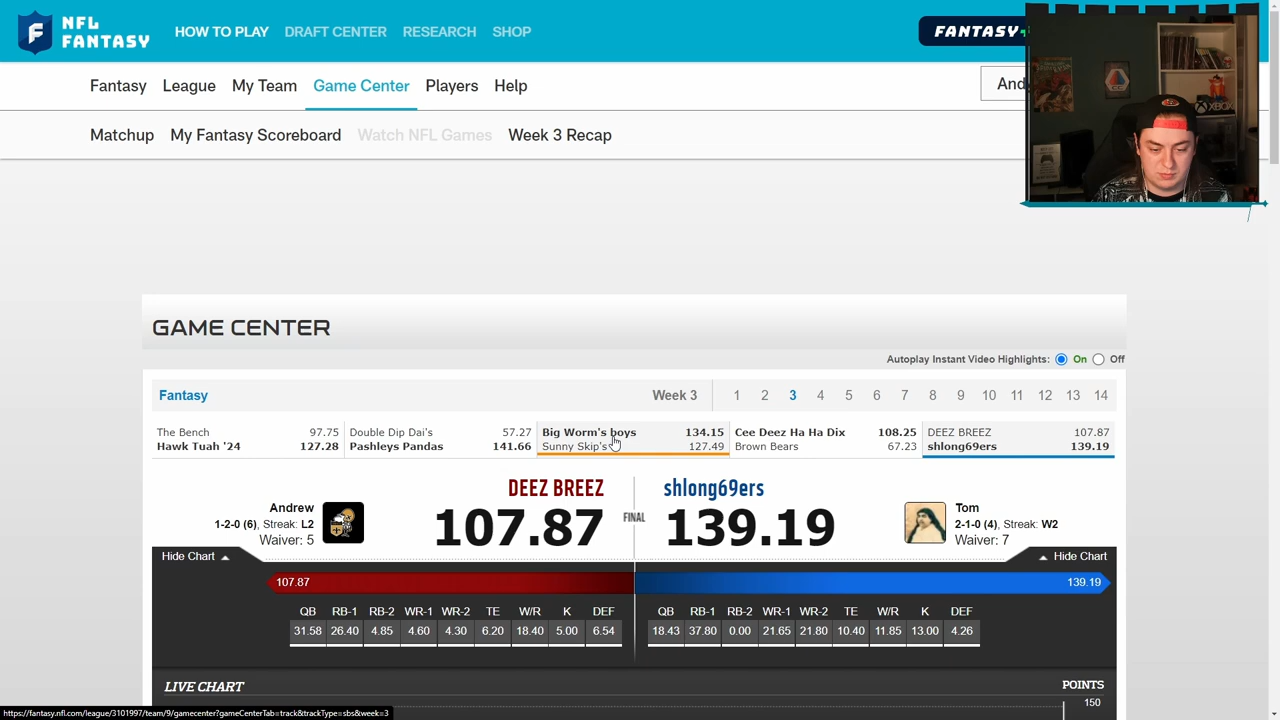 NFL
FANTASY
HOW TO PLAY DRAFT CENTER RESEARCH SHOP
FANTASY+
Fantasy League My Team Game Center Players Help
And
Matchup My Fantasy Scoreboard Watch NFL Games Week 3 Recap
XBOX
GAME CENTER
Autoplay Instant Video Highlights: On Off
Fantasy Week 3 1 2 3 4 5 6 7 8 9 10 11 12 13 14
The Bench 97.75 Double Dip Dai's 57.27 Big Worm's boys 134.15 Cee Deez Ha Ha Dix 108.25 DEEZ BREEZ 107.87
Hawk Tuah '24 127.28 Pashleys Pandas 141.66 Sunny Skip's 127.49 Brown Bears 67.23 shlong69ers 139.19
DEEZ BREEZ shlong69ers
Andrew
1-2-0 (6), Streak: L2
Waiver: 5
107.87 FINAL 139.19
Tom
2-1-0 (4), Streak: W2
Waiver: 7
Hide Chart Hide Chart
107.87 139.19
QB RB-1 RB-2 WR-1 WR-2 TE W/R K DEF QB RB-1 RB-2 WR-1 WR-2 TE W/R K DEF
31.58 26.40 4.85 4.60 4.30 6.20 18.40 5.00 6.54 18.43 37.80 0.00 21.65 21.80 10.40 11.85 13.00 4.26
LIVE CHART POINTS
150
https://fantasy.nfl.com/league/3101997/team/9/gamecenter?gameCenterTab=track&trackType=sbs&week=3